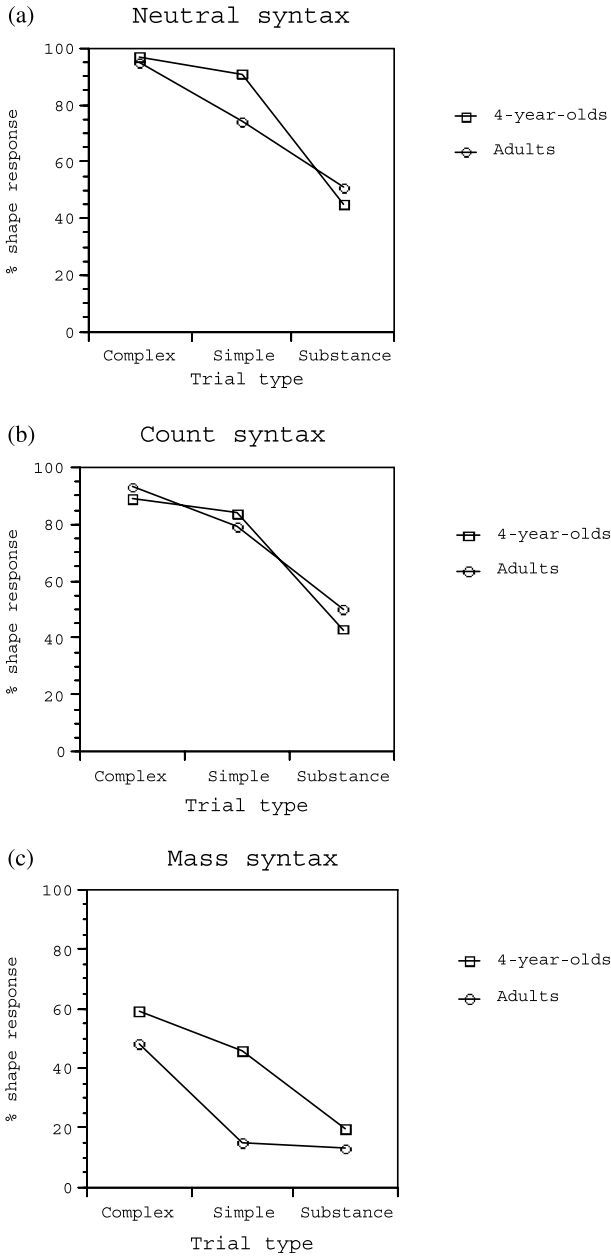 (a)
Neutral syntax
100
80
60
40
20
0
% shape response
Complex Simple Substance
Trial type
4-year-olds
Adults
(b)
Count syntax
100
80
60
40
20
0
% shape response
Complex Simple Substance
Trial type
4-year-olds
Adults
(c)
Mass syntax
100
80
60
40
20
0
% shape response
Complex Simple Substance
Trial type
4-year-olds
Adults